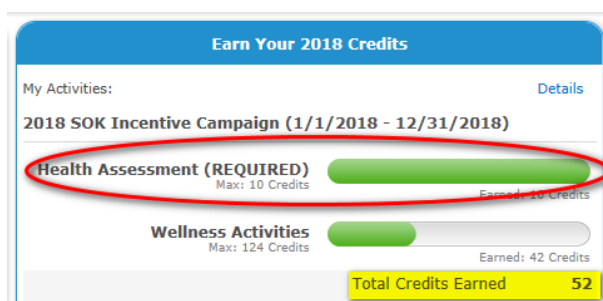 Earn Your 2018 Credits
My Activities: Details
2018 SOK Incentive Campaign (1/1/2018 - 12/31/2018)
Health Assessment (REQUIRED)
Max: 10 Credits
Earned: 10 Credits
Wellness Activities
Max: 124 Credits
Earned: 42 Credits
Total Credits Earned 52